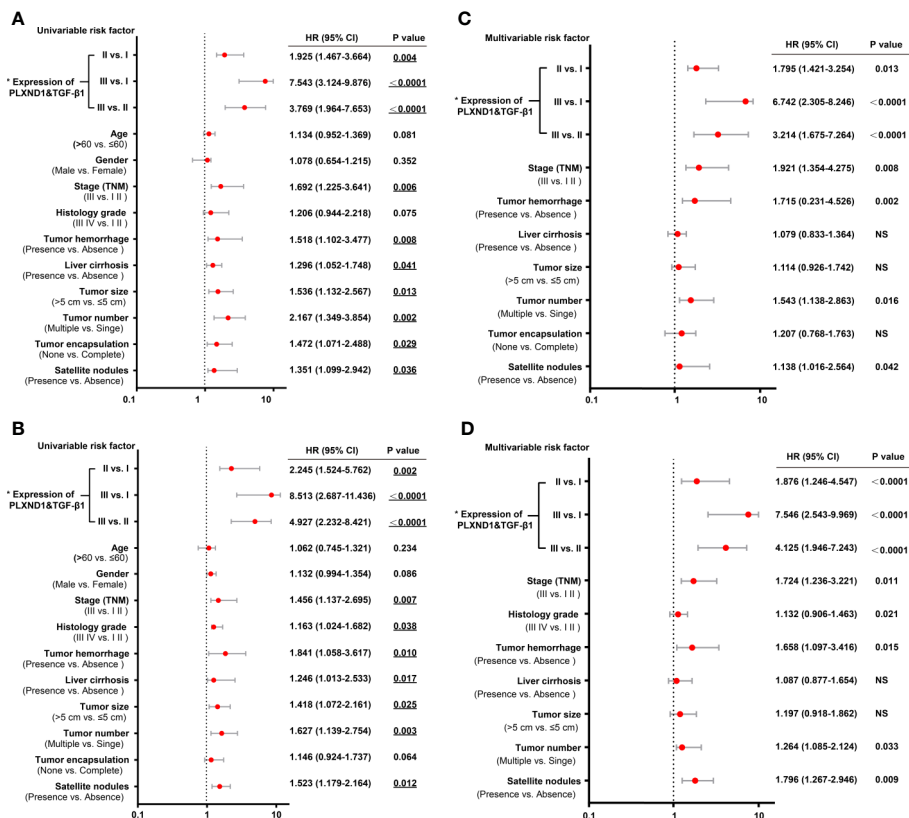 A
Univariable risk factor HR (95% CI) P value
* Expression of PLXND1&TGF-β1
II vs. I 1.925 (1.467-3.664) 0.004
III vs. I 7.543 (3.124-9.876) <0.0001
III vs. II 3.769 (1.964-7.653) <0.0001
Age 1.134 (0.952-1.369) 0.081
(>60 vs. ≤60)
Gender 1.078 (0.654-1.215) 0.352
(Male vs. Female)
Stage (TNM) 1.692 (1.225-3.641) 0.006
(III vs. I II)
Histology grade 1.206 (0.944-2.218) 0.075
(III IV vs. I II)
Tumor hemorrhage 1.518 (1.102-3.477) 0.008
(Presence vs. Absence )
Liver cirrhosis 1.296 (1.052-1.748) 0.041
(Presence vs. Absence )
Tumor size 1.536 (1.132-2.567) 0.013
(>5 cm vs. ≤5 cm)
Tumor number 2.167 (1.349-3.854) 0.002
(Multiple vs. Singe)
Tumor encapsulation 1.472 (1.071-2.488) 0.029
(None vs. Complete)
Satellite nodules 1.351 (1.099-2.942) 0.036
(Presence vs. Absence)
0.1 1 10
B
Univariable risk factor HR (95% CI) P value
* Expression of PLXND1&TGF-β1
II vs. I 2.245 (1.524-5.762) 0.002
III vs. I 8.513 (2.687-11.436) <0.0001
III vs. II 4.927 (2.232-8.421) <0.0001
Age 1.062 (0.745-1.321) 0.234
(>60 vs. ≤60)
Gender 1.132 (0.994-1.354) 0.086
(Male vs. Female)
Stage (TNM) 1.456 (1.137-2.695) 0.007
(III vs. I II)
Histology grade 1.163 (1.024-1.682) 0.038
(III IV vs. I II)
Tumor hemorrhage 1.841 (1.058-3.617) 0.010
(Presence vs. Absence )
Liver cirrhosis 1.246 (1.013-2.533) 0.017
(Presence vs. Absence )
Tumor size 1.418 (1.072-2.161) 0.025
(>5 cm vs. ≤5 cm)
Tumor number 1.627 (1.139-2.754) 0.003
(Multiple vs. Singe)
Tumor encapsulation 1.146 (0.924-1.737) 0.064
(None vs. Complete)
Satellite nodules 1.523 (1.179-2.164) 0.012
(Presence vs. Absence)
0.1 1 10
C
Multivariable risk factor HR (95% CI) P value
* Expression of PLXND1&TGF-β1
II vs. I 1.795 (1.421-3.254) 0.013
III vs. I 6.742 (2.305-8.246) <0.0001
III vs. II 3.214 (1.675-7.264) <0.0001
Stage (TNM) 1.921 (1.354-4.275) 0.008
(III vs. I II)
Tumor hemorrhage 1.715 (0.231-4.526) 0.002
(Presence vs. Absence )
Liver cirrhosis 1.079 (0.833-1.364) NS
(Presence vs. Absence )
Tumor size 1.114 (0.926-1.742) NS
(>5 cm vs. ≤5 cm)
Tumor number 1.543 (1.138-2.863) 0.016
(Multiple vs. Singe)
Tumor encapsulation 1.207 (0.768-1.763) NS
(None vs. Complete)
Satellite nodules 1.138 (1.016-2.564) 0.042
(Presence vs. Absence)
0.1 1 10
D
Multivariable risk factor HR (95% CI) P value
* Expression of PLXND1&TGF-β1
II vs. I 1.876 (1.246-4.547) <0.0001
III vs. I 7.546 (2.543-9.969) <0.0001
III vs. II 4.125 (1.946-7.243) <0.0001
Stage (TNM) 1.724 (1.236-3.221) 0.011
(III vs. I II)
Histology grade 1.132 (0.906-1.463) 0.021
(III IV vs. I II)
Tumor hemorrhage 1.658 (1.097-3.416) 0.015
(Presence vs. Absence )
Liver cirrhosis 1.087 (0.877-1.654) NS
(Presence vs. Absence )
Tumor size 1.197 (0.918-1.862) NS
(>5 cm vs. ≤5 cm)
Tumor number 1.264 (1.085-2.124) 0.033
(Multiple vs. Singe)
Satellite nodules 1.796 (1.267-2.946) 0.009
(Presence vs. Absence)
0.1 1 10